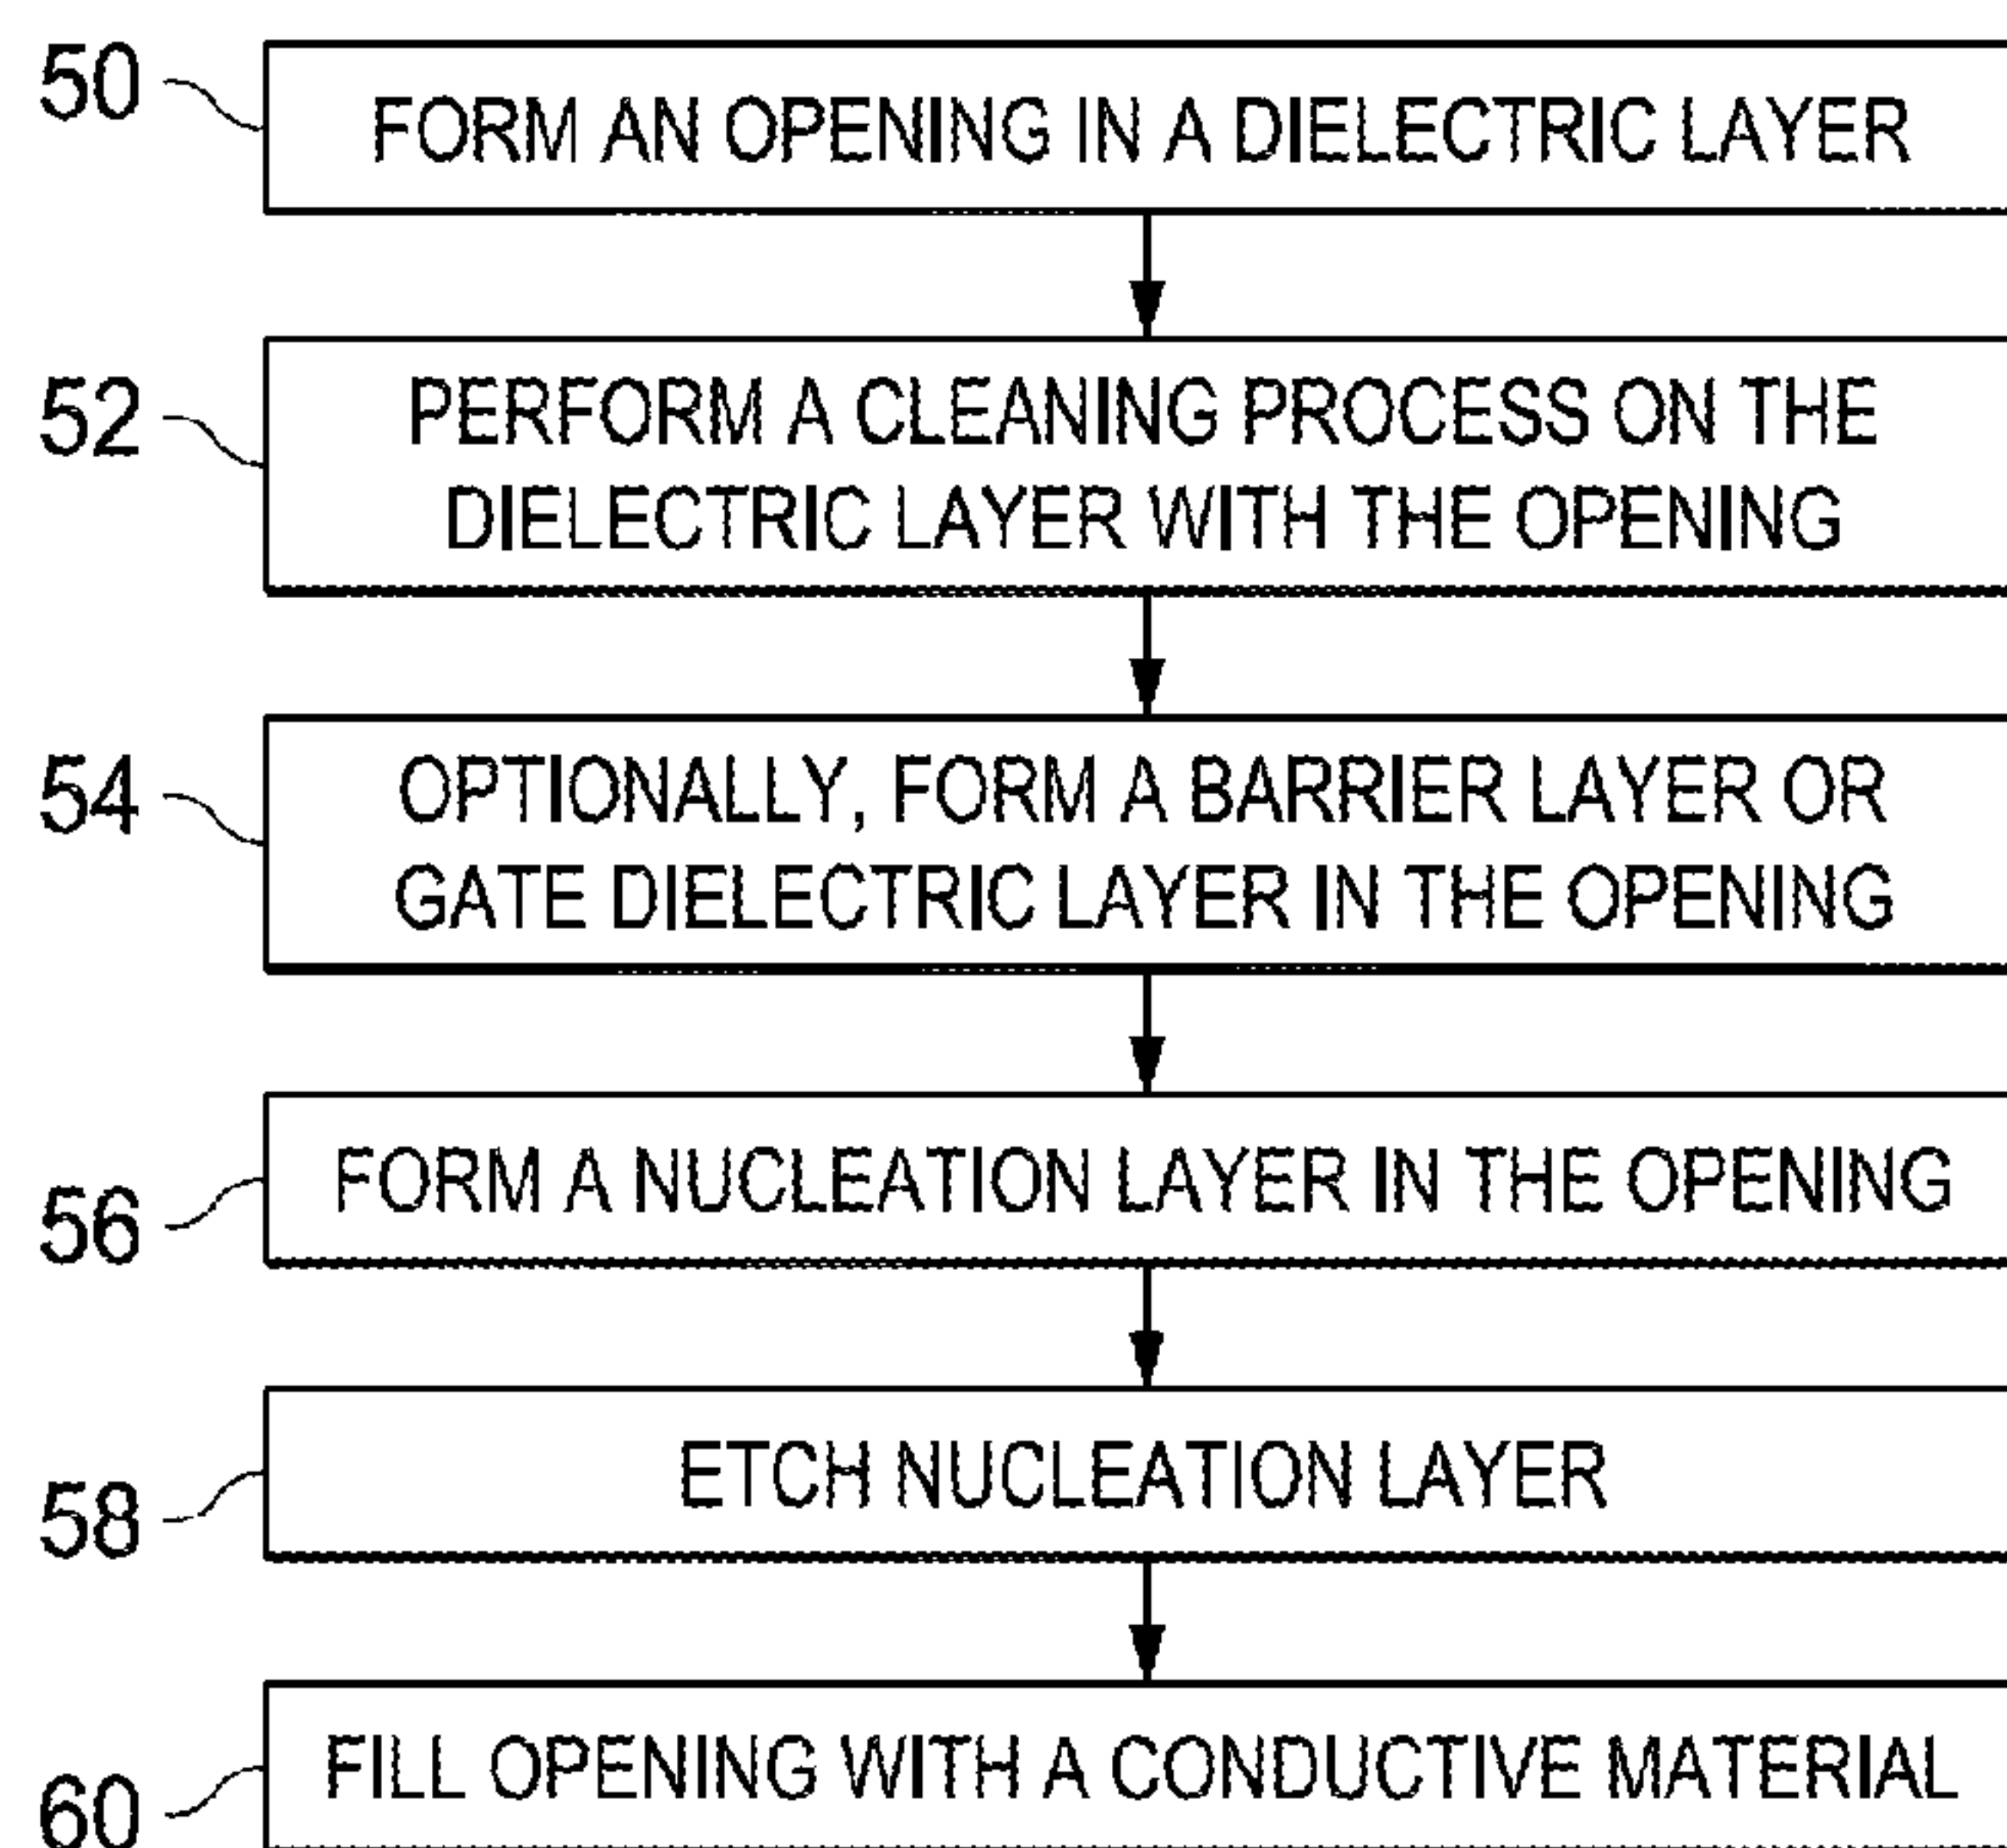 50
FORM AN OPENING IN A DIELECTRIC LAYER
52
PERFORM A CLEANING PROCESS ON THE
DIELECTRIC LAYER WITH THE OPENING
54
OPTIONALLY, FORM A BARRIER LAYER OR
GATE DIELECTRIC LAYER IN THE OPENING
56
FORM A NUCLEATION LAYER IN THE OPENING
58
ETCH NUCLEATION LAYER
60
FILL OPENING WITH A CONDUCTIVE MATERIAL